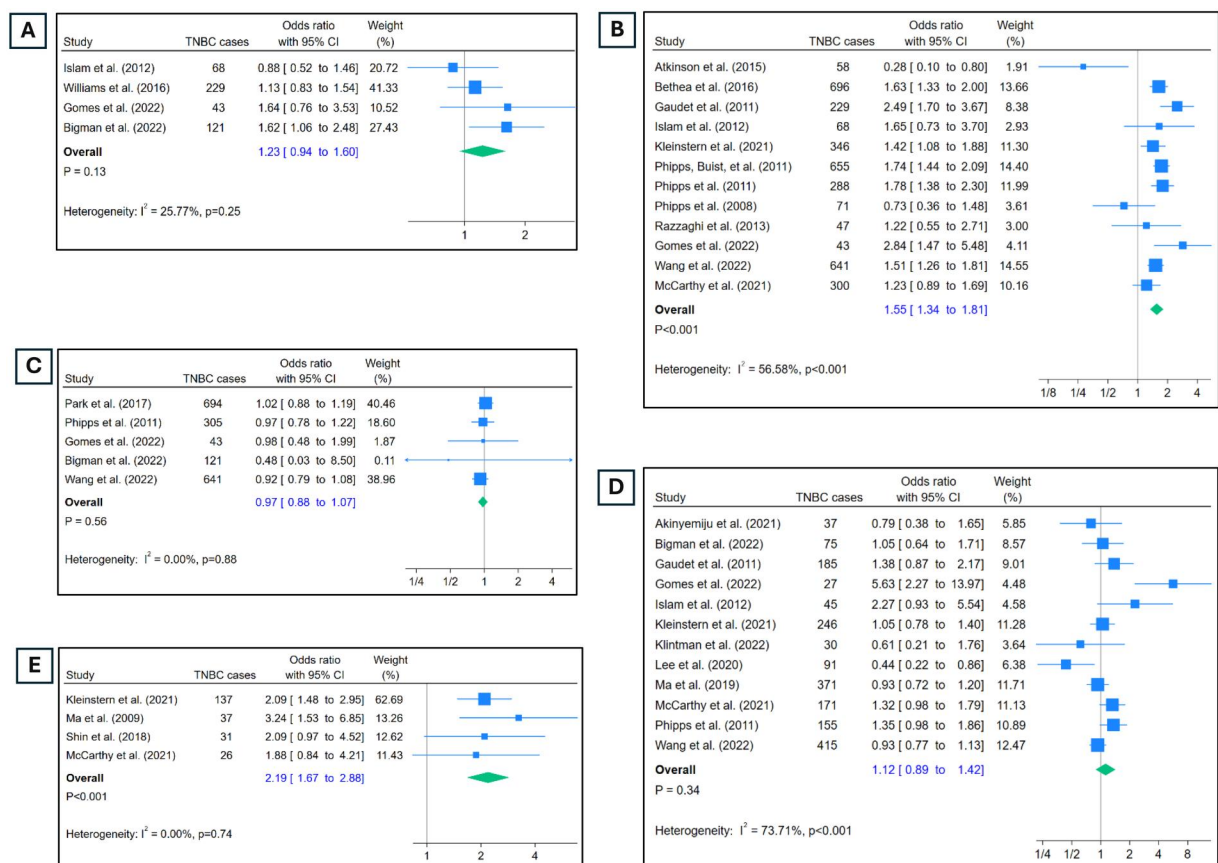 A
Odds ratio Weight
Study TNBC cases with 95% CI (%)
Islam et al. (2012) 68 0.88 [ 0.52 to 1.46] 20.72
Williams et al. (2016) 229 1.13 [ 0.83 to 1.54] 41.33
Gomes et al. (2022) 43 1.64 [ 0.76 to 3.53] 10.52
Bigman et al. (2022) 121 1.62 [ 1.06 to 2.48] 27.43
Overall 1.23 [ 0.94 to 1.60]
P = 0.13
Heterogeneity: I² = 25.77%, p=0.25
1 2
B
Odds ratio Weight
Study TNBC cases with 95% CI (%)
Atkinson et al. (2015) 58 0.28 [ 0.10 to 0.80] 1.91
Bethea et al. (2016) 696 1.63 [ 1.33 to 2.00] 13.66
Gaudet et al. (2011) 229 2.49 [ 1.70 to 3.67] 8.38
Islam et al. (2012) 68 1.65 [ 0.73 to 3.70] 2.93
Kleinstern et al. (2021) 346 1.42 [ 1.08 to 1.88] 11.30
Phipps, Buist, et al. (2011) 655 1.74 [ 1.44 to 2.09] 14.40
Phipps et al. (2011) 288 1.78 [ 1.38 to 2.30] 11.99
Phipps et al. (2008) 71 0.73 [ 0.36 to 1.48] 3.61
Razzaghi et al. (2013) 47 1.22 [ 0.55 to 2.71] 3.00
Gomes et al. (2022) 43 2.84 [ 1.47 to 5.48] 4.11
Wang et al. (2022) 641 1.51 [ 1.26 to 1.81] 14.55
McCarthy et al. (2021) 300 1.23 [ 0.89 to 1.69] 10.16
Overall 1.55 [ 1.34 to 1.81]
P<0.001
Heterogeneity: I² = 56.58%, p<0.001
1/8 1/4 1/2 1 2 4
C
Odds ratio Weight
Study TNBC cases with 95% CI (%)
Park et al. (2017) 694 1.02 [ 0.88 to 1.19] 40.46
Phipps et al. (2011) 305 0.97 [ 0.78 to 1.22] 18.60
Gomes et al. (2022) 43 0.98 [ 0.48 to 1.99] 1.87
Bigman et al. (2022) 121 0.48 [ 0.03 to 8.50] 0.11
Wang et al. (2022) 641 0.92 [ 0.79 to 1.08] 38.96
Overall 0.97 [ 0.88 to 1.07]
P = 0.56
Heterogeneity: I² = 0.00%, p=0.88
1/4 1/2 1 2 4
D
Odds ratio Weight
Study TNBC cases with 95% CI (%)
Akinyemiju et al. (2021) 37 0.79 [ 0.38 to 1.65] 5.85
Bigman et al. (2022) 75 1.05 [ 0.64 to 1.71] 8.57
Gaudet et al. (2011) 185 1.38 [ 0.87 to 2.17] 9.01
Gomes et al. (2022) 27 5.63 [ 2.27 to 13.97] 4.48
Islam et al. (2012) 45 2.27 [ 0.93 to 5.54] 4.58
Kleinstern et al. (2021) 246 1.05 [ 0.78 to 1.40] 11.28
Klintman et al. (2022) 30 0.61 [ 0.21 to 1.76] 3.64
Lee et al. (2020) 91 0.44 [ 0.22 to 0.86] 6.38
Ma et al. (2019) 371 0.93 [ 0.72 to 1.20] 11.71
McCarthy et al. (2021) 171 1.32 [ 0.98 to 1.79] 11.13
Phipps et al. (2011) 155 1.35 [ 0.98 to 1.86] 10.89
Wang et al. (2022) 415 0.93 [ 0.77 to 1.13] 12.47
Overall 1.12 [ 0.89 to 1.42]
P = 0.34
Heterogeneity: I² = 73.71%, p<0.001
1/4 1/2 1 2 4 8
E
Odds ratio Weight
Study TNBC cases with 95% CI (%)
Kleinstern et al. (2021) 137 2.09 [ 1.48 to 2.95] 62.69
Ma et al. (2009) 37 3.24 [ 1.53 to 6.85] 13.26
Shin et al. (2018) 31 2.09 [ 0.97 to 4.52] 12.62
McCarthy et al. (2021) 26 1.88 [ 0.84 to 4.21] 11.43
Overall 2.19 [ 1.67 to 2.88]
P<0.001
Heterogeneity: I² = 0.00%, p=0.74
1 2 4